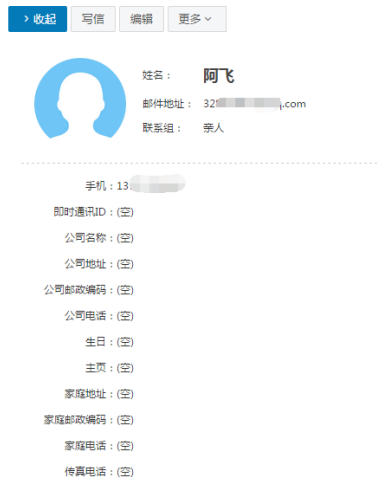 收起 写信 编辑 更多
姓名： 阿飞
邮件地址： 325 .com
联系组： 亲人
手机：13
即时通讯ID：(空)
公司名称：(空)
公司地址：(空)
公司邮政编码：(空)
公司电话：(空)
生日：(空)
主页：(空)
家庭地址：(空)
家庭邮政编码：(空)
家庭电话：(空)
传真电话：(空)